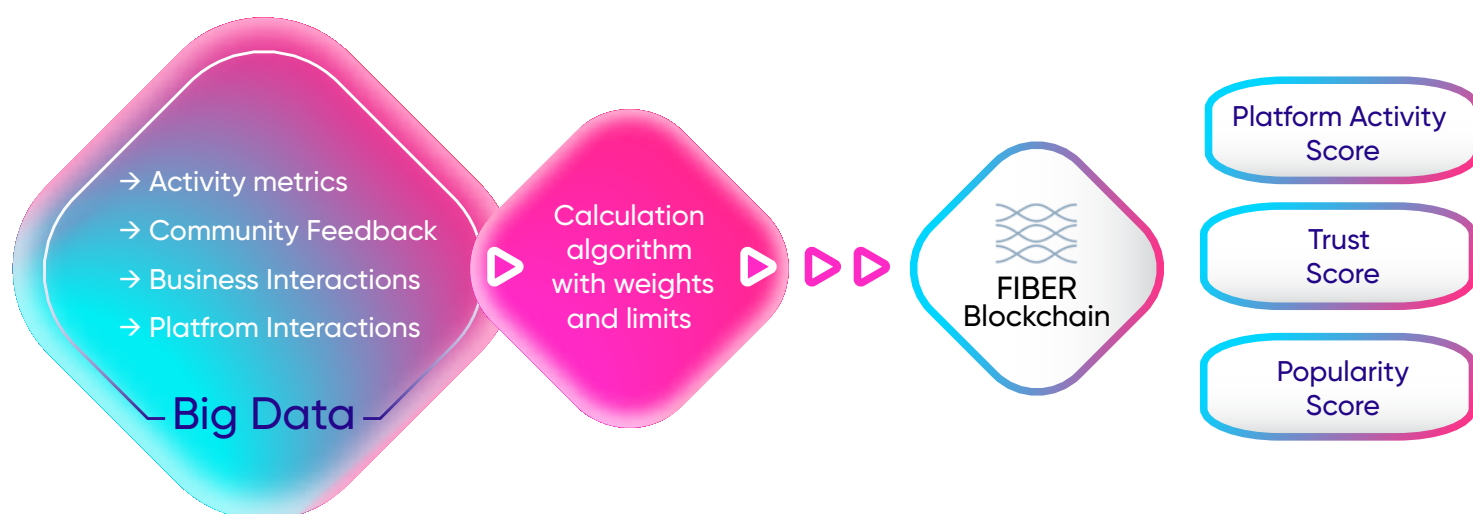 → Activity metrics
→ Community Feedback
→ Business Interactions
→ Platfrom Interactions
Big Data
Calculation
algorithm
with weights
and limits
FIBER
Blockchain
Platform Activity
Score
Trust
Score
Popularity
Score